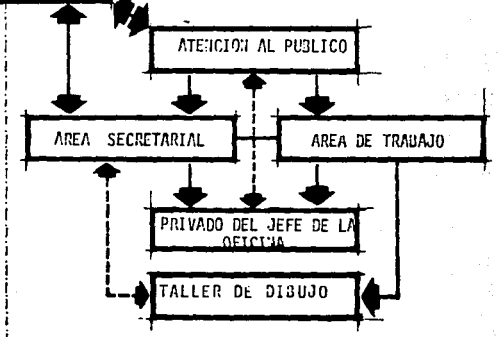 ATENCION AL PUBLICO
AREA SECRETARIAL
AREA DE TRABAJO
PRIVADO DEL JEFE DE LA
OFICINA
TALLER DE DIBUJO